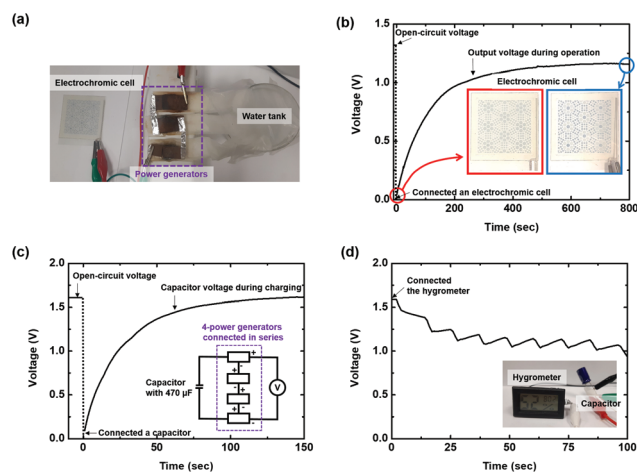 (a)
Electrochromic cell
Water tank
Power generators
(b)
1.5
1.0
0.5
0.0
Voltage (V)
Open-circuit voltage
Output voltage during operation
Electrochromic cell
Connected an electrochromic cell
0
200
400
600
800
Time (sec)
(c)
2.0
1.5
1.0
0.5
0.0
Voltage (V)
Open-circuit voltage
Capacitor voltage during charging
4-power generators
connected in series
Capacitor
with 470 µF
+
-
-
+
+
-
+
-
V
Connected a capacitor
0
50
100
150
Time (sec)
(d)
2.0
1.5
1.0
0.5
0.0
Voltage (V)
Connected
the hygrometer
Hygrometer
Capacitor
0
25
50
75
100
Time (sec)